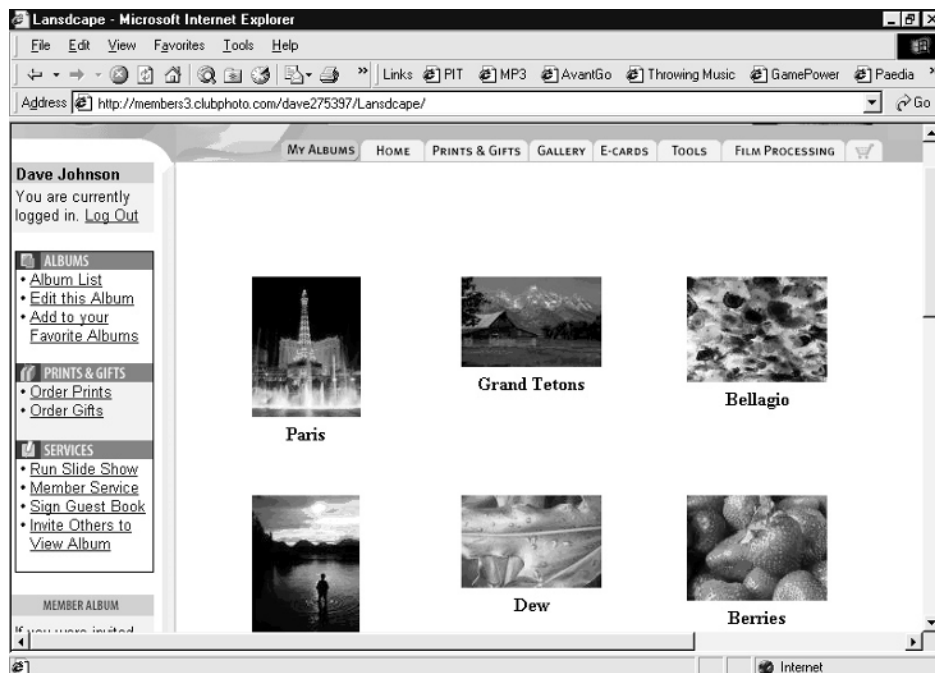 Lansdcape - Microsoft Internet Explorer
File Edit View Favorites Tools Help
» Links PIT MP3 AvantGo Throwing Music GamePower Paedia »
Address http://members3.clubphoto.com/dave275397/Lansdcape/ Go
MY ALBUMS HOME PRINTS & GIFTS GALLERY E-CARDS TOOLS FILM PROCESSING
Dave Johnson
You are currently
logged in. Log Out
ALBUMS
• Album List
• Edit this Album
• Add to your
Favorite Albums
PRINTS & GIFTS
• Order Prints
• Order Gifts
SERVICES
• Run Slide Show
• Member Service
• Sign Guest Book
• Invite Others to
View Album
MEMBER ALBUM
If you were invited
Paris
Grand Tetons
Bellagio
Dew
Berries
Internet